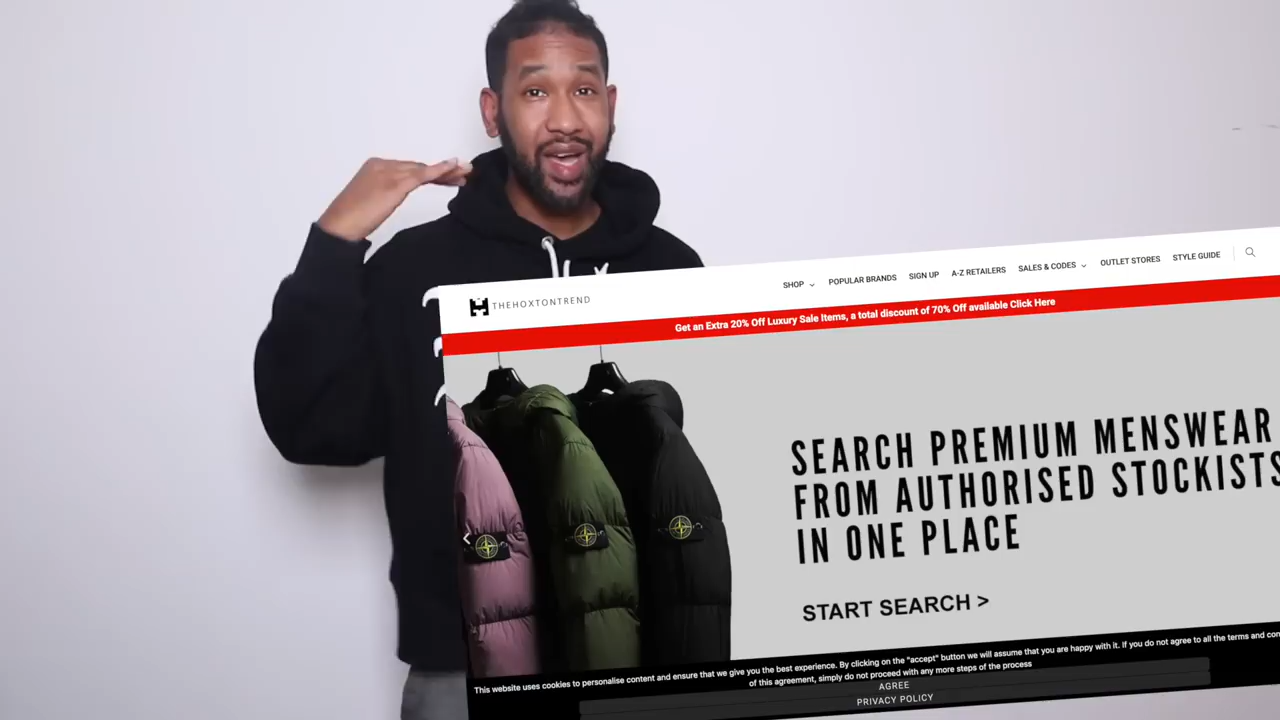 THEHOXTONTREND
SHOP POPULAR BRANDS SIGN UP A-Z RETAILERS SALES & CODES OUTLET STORES STYLE GUIDE
Get an Extra 20% Off Luxury Sale Items, a total discount of 70% Off available Click Here
SEARCH PREMIUM MENSWEAR
FROM AUTHORISED STOCKISTS
IN ONE PLACE
START SEARCH >
This website uses cookies to personalise content and ensure that we give you the best experience. By clicking on the "accept" button we will assume that you are happy with it. If you do not agree to all the terms and con
of this agreement, simply do not proceed with any more steps of the process
AGREE
PRIVACY POLICY